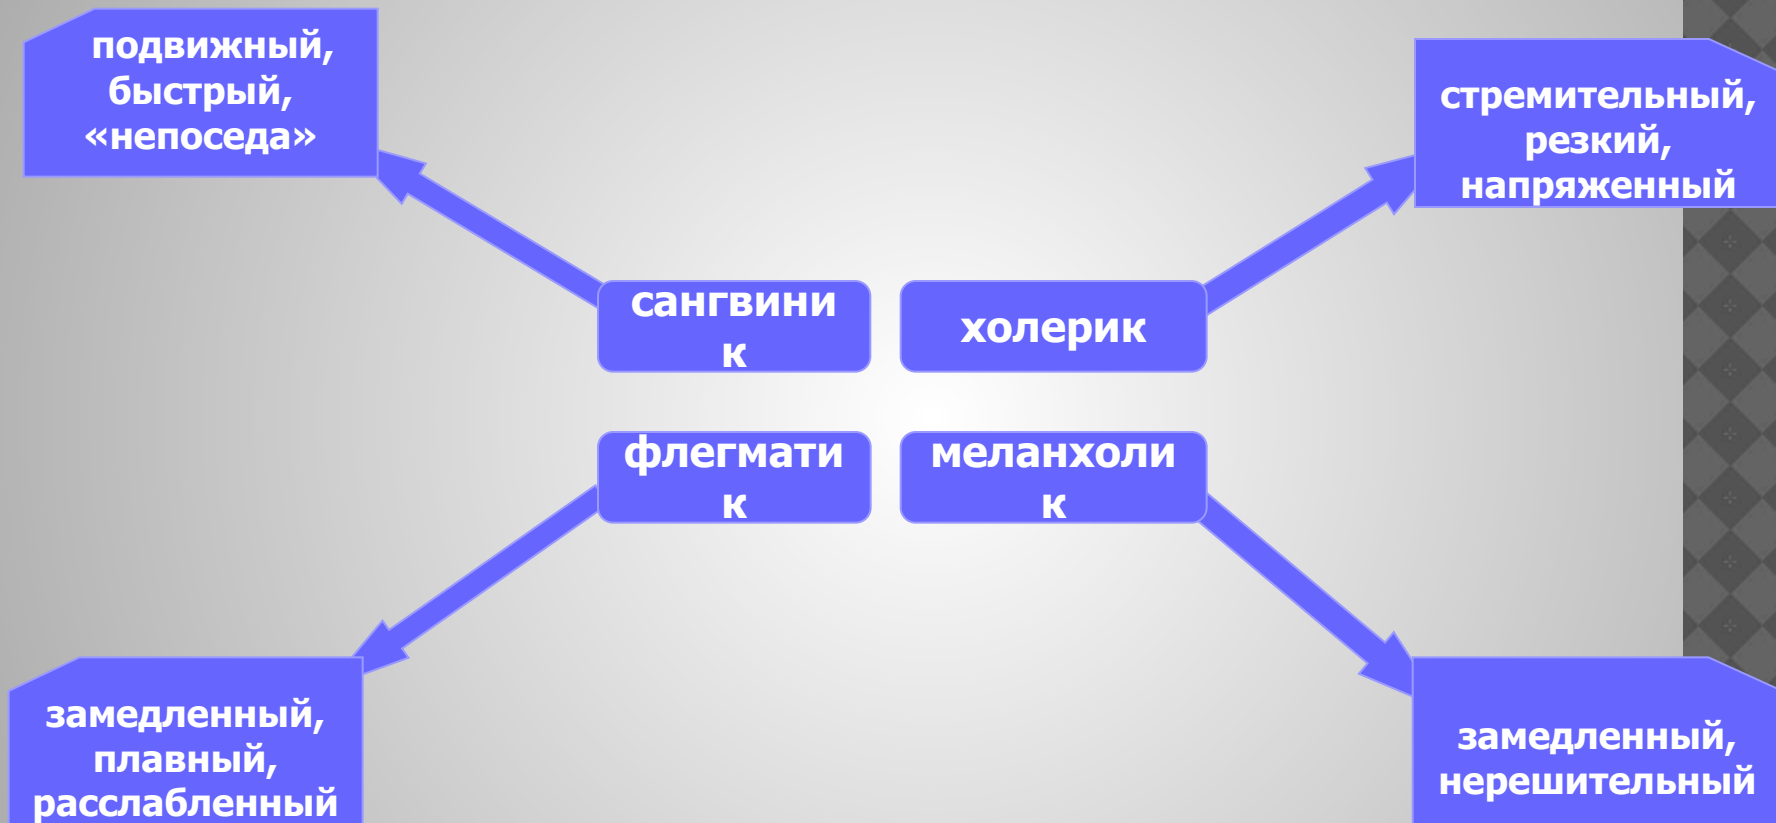 подвижный,
быстрый,
«непоседа»
стремительный,
резкий,
напряженный
сангвини
к
холерик
флегмати
к
меланхоли
к
замедленный,
плавный,
расслабленный
замедленный,
нерешительный